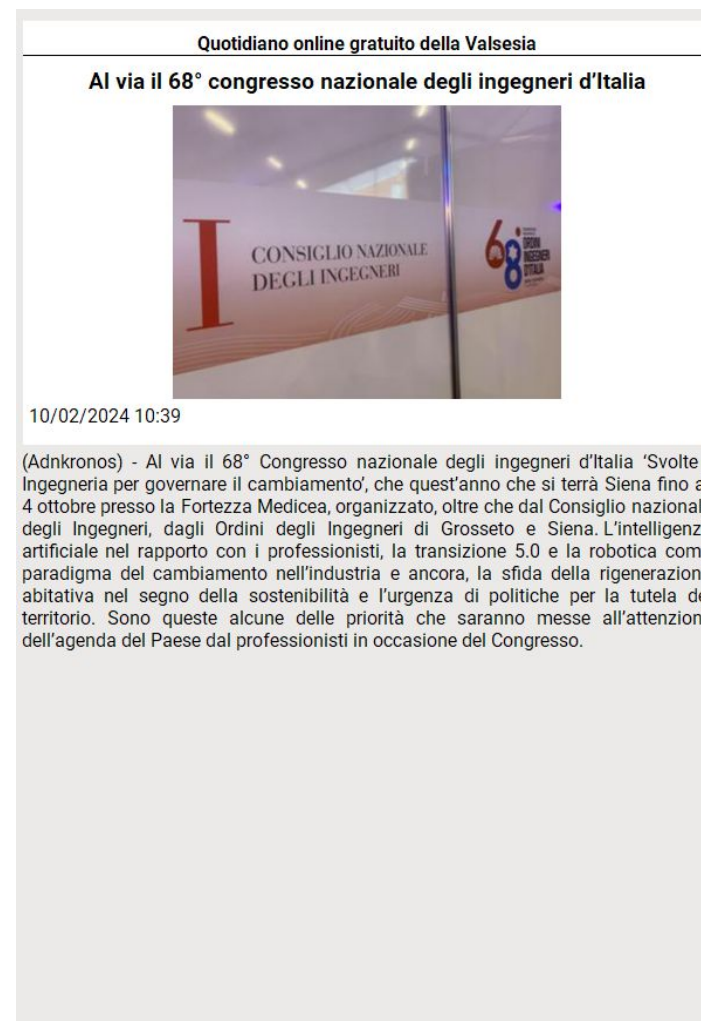 Quotidiano online gratuito della Valsesia
Al via il 68° congresso nazionale degli ingegneri d’Italia
I
CONSIGLIO NAZIONALE
DEGLI INGEGNERI
68°
ORDINI
INGEGNERI
D'ITALIA
10/02/2024 10:39
(Adnkronos) - Al via il 68° Congresso nazionale degli ingegneri d’Italia ‘Svolte
Ingegneria per governare il cambiamento’, che quest’anno che si terrà Siena fino a
4 ottobre presso la Fortezza Medicea, organizzato, oltre che dal Consiglio nazional
degli Ingegneri, dagli Ordini degli Ingegneri di Grosseto e Siena. L’intelligenz
artificiale nel rapporto con i professionisti, la transizione 5.0 e la robotica com
paradigma del cambiamento nell’industria e ancora, la sfida della rigenerazion
abitativa nel segno della sostenibilità e l’urgenza di politiche per la tutela de
territorio. Sono queste alcune delle priorità che saranno messe all’attenzion
dell’agenda del Paese dal professionisti in occasione del Congresso.